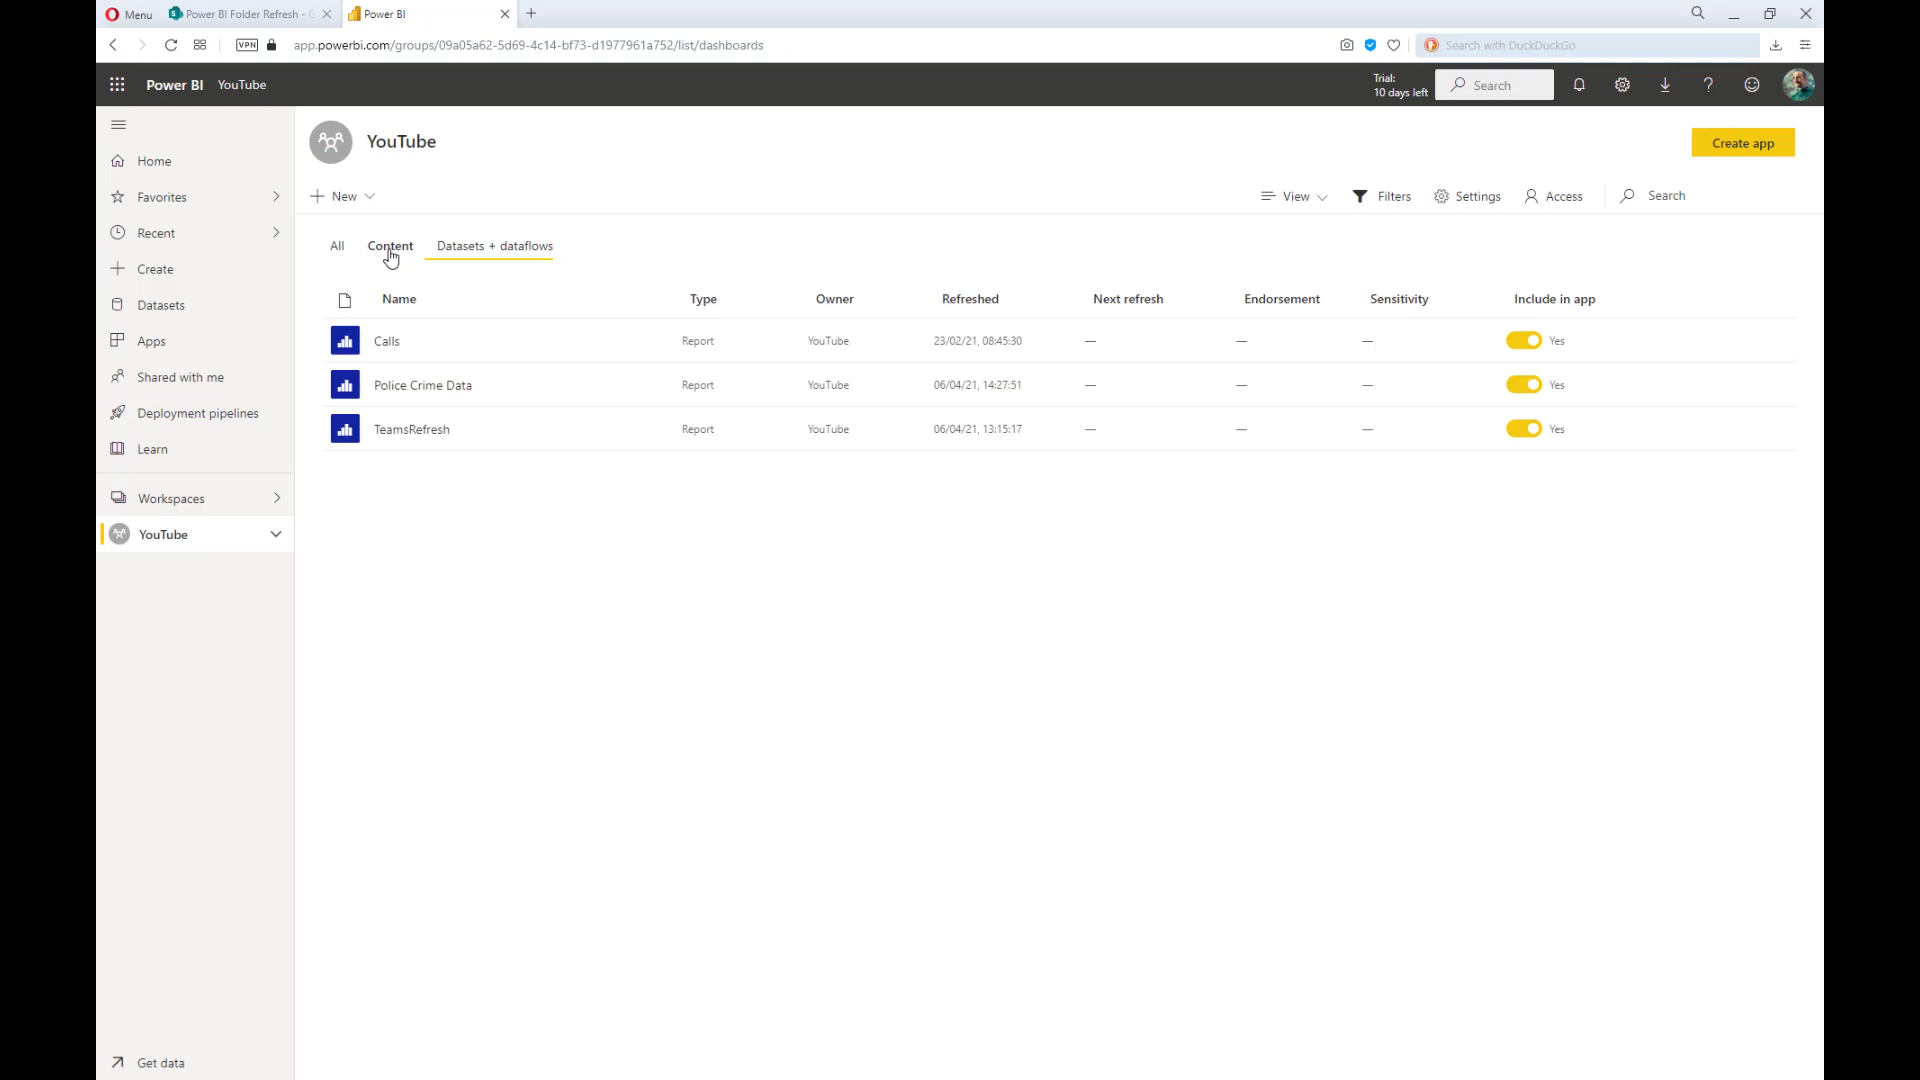 Menu
Power BI Folder Refresh -
Power BI
VPN
app.powerbi.com/groups/09a05a62-5d69-4c14-bf73-d1977961a752/list/dashboards
Search with DuckDuckGo
Power BI
YouTube
Trial:
10 days left
Search
YouTube
Create app
Home
Favorites
Recent
Create
Datasets
Apps
Shared with me
Deployment pipelines
Learn
Workspaces
YouTube
Get data
New
View
Filters
Settings
Access
Search
All
Content
Datasets + dataflows
Name Type Owner Refreshed Next refresh Endorsement Sensitivity Include in app
Calls Report YouTube 23/02/21, 08:45:30 — — — Yes
Police Crime Data Report YouTube 06/04/21, 14:27:51 — — — Yes
TeamsRefresh Report YouTube 06/04/21, 13:15:17 — — — Yes